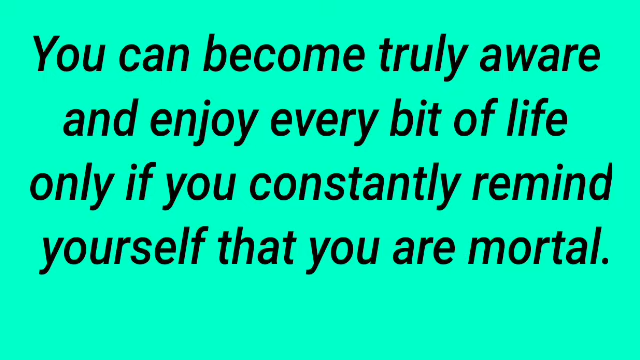 You can become truly aware
and enjoy every bit of life
only if you constantly remind
yourself that you are mortal.